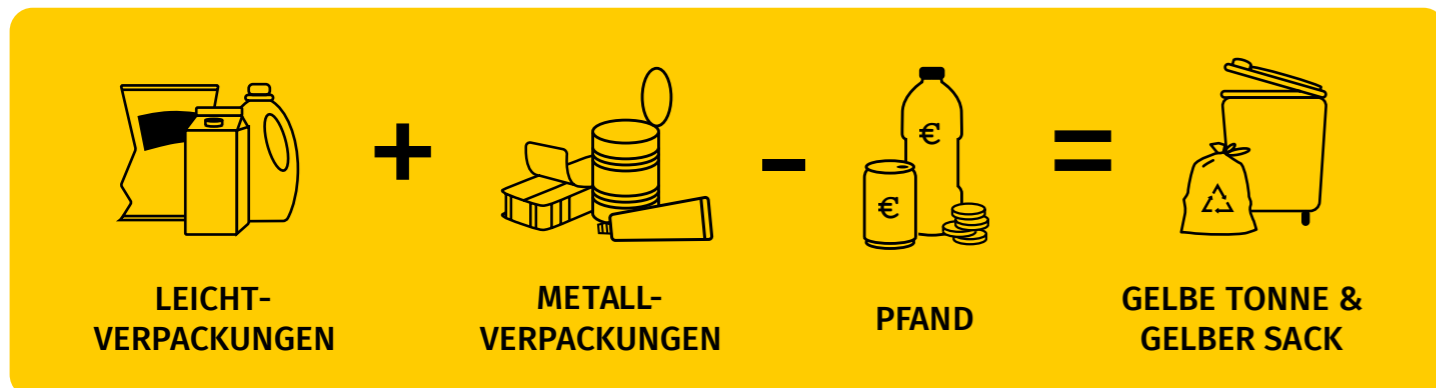 €
€
+
–
=
LEICHT-
VERPACKUNGEN
METALL-
VERPACKUNGEN
PFAND
GELBE TONNE &
GELBER SACK